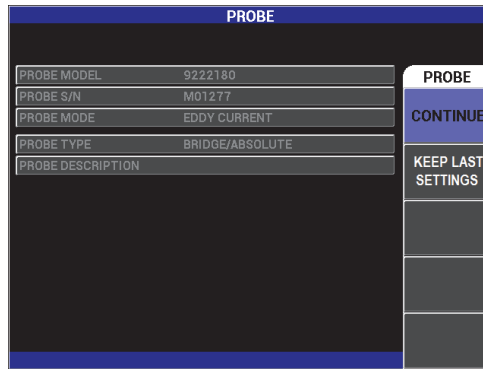 PROBE
PROBE MODEL 9222180
PROBE S/N M01277
PROBE MODE EDDY CURRENT
PROBE TYPE BRIDGE/ABSOLUTE
PROBE DESCRIPTION
PROBE
CONTINUE
KEEP LAST
SETTINGS